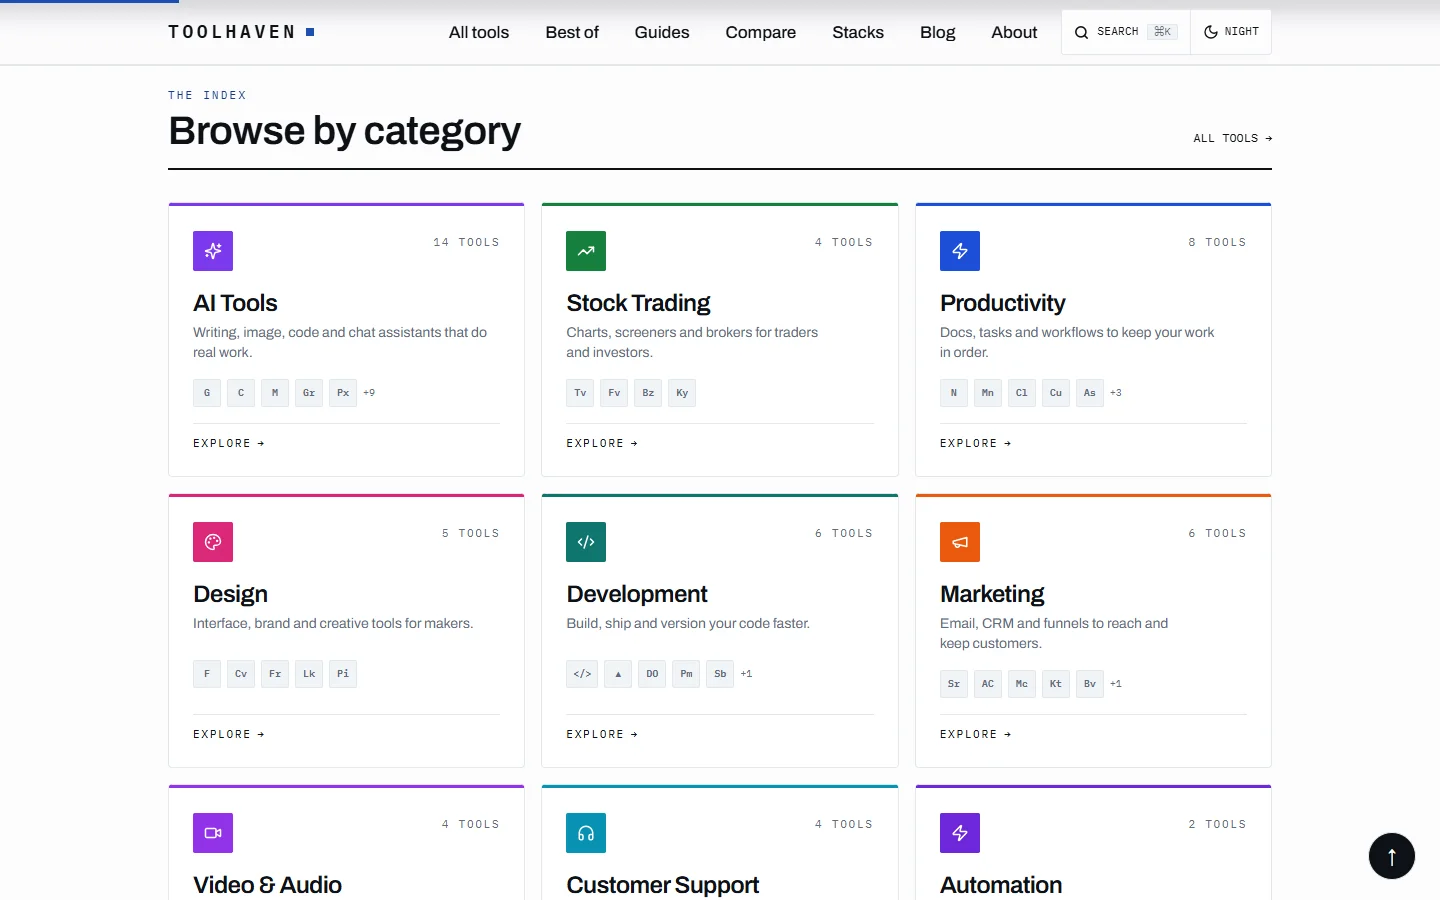 TOOLHAVEN
All tools Best of Guides Compare Stacks Blog About SEARCH ⌘K NIGHT
THE INDEX
Browse by category
ALL TOOLS →
14 TOOLS
AI Tools
Writing, image, code and chat assistants that do
real work.
G C M Gr Px +9
EXPLORE →
4 TOOLS
Stock Trading
Charts, screeners and brokers for traders
and investors.
Tv Fv Bz Ky
EXPLORE →
8 TOOLS
Productivity
Docs, tasks and workflows to keep your work
in order.
N Mn Cl Cu As +3
EXPLORE →
5 TOOLS
Design
Interface, brand and creative tools for makers.
F Cv Fr Lk Pi
EXPLORE →
6 TOOLS
Development
Build, ship and version your code faster.
</> ▲ DO Pm Sb +1
EXPLORE →
6 TOOLS
Marketing
Email, CRM and funnels to reach and
keep customers.
Sr AC Mc Kt Bv +1
EXPLORE →
4 TOOLS
Video & Audio
4 TOOLS
Customer Support
2 TOOLS
Automation
↑